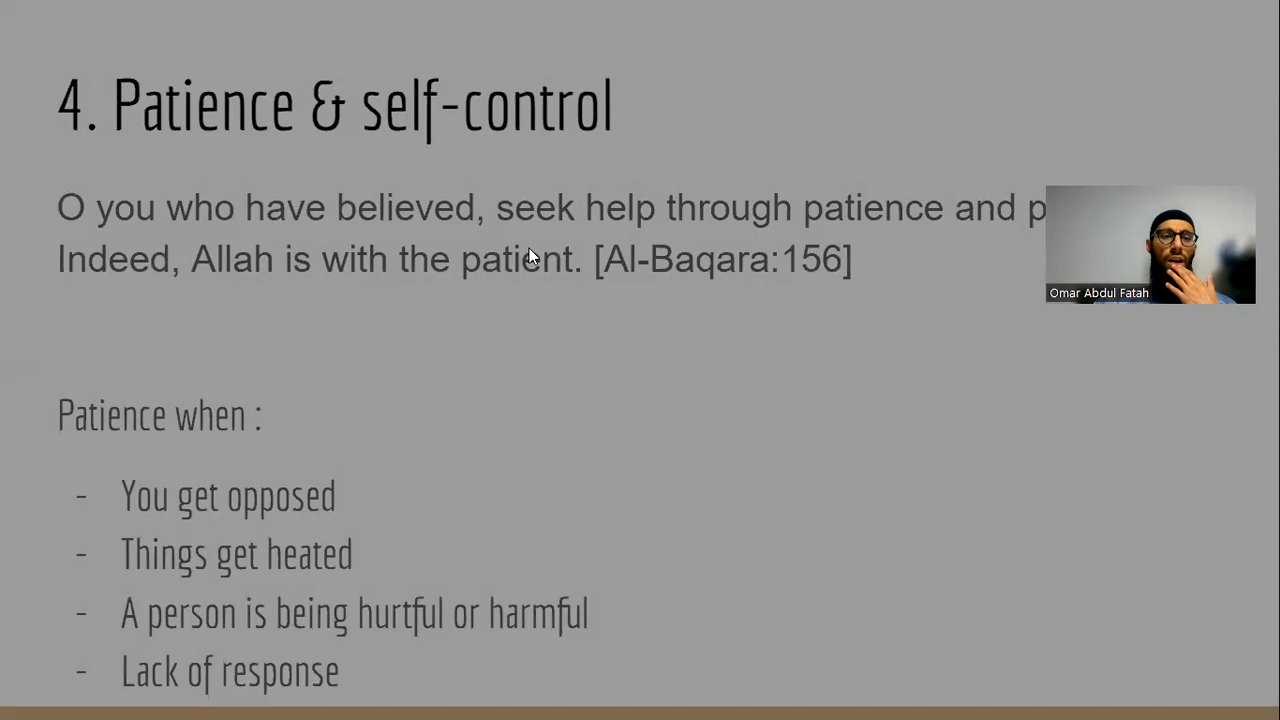 4. Patience & self-control
O you who have believed, seek help through patience and
Indeed, Allah is with the patient. [Al-Baqara:156]
Omar Abdul Fatah
Patience when :
- You get opposed
- Things get heated
- A person is being hurtful or harmful
- Lack of response